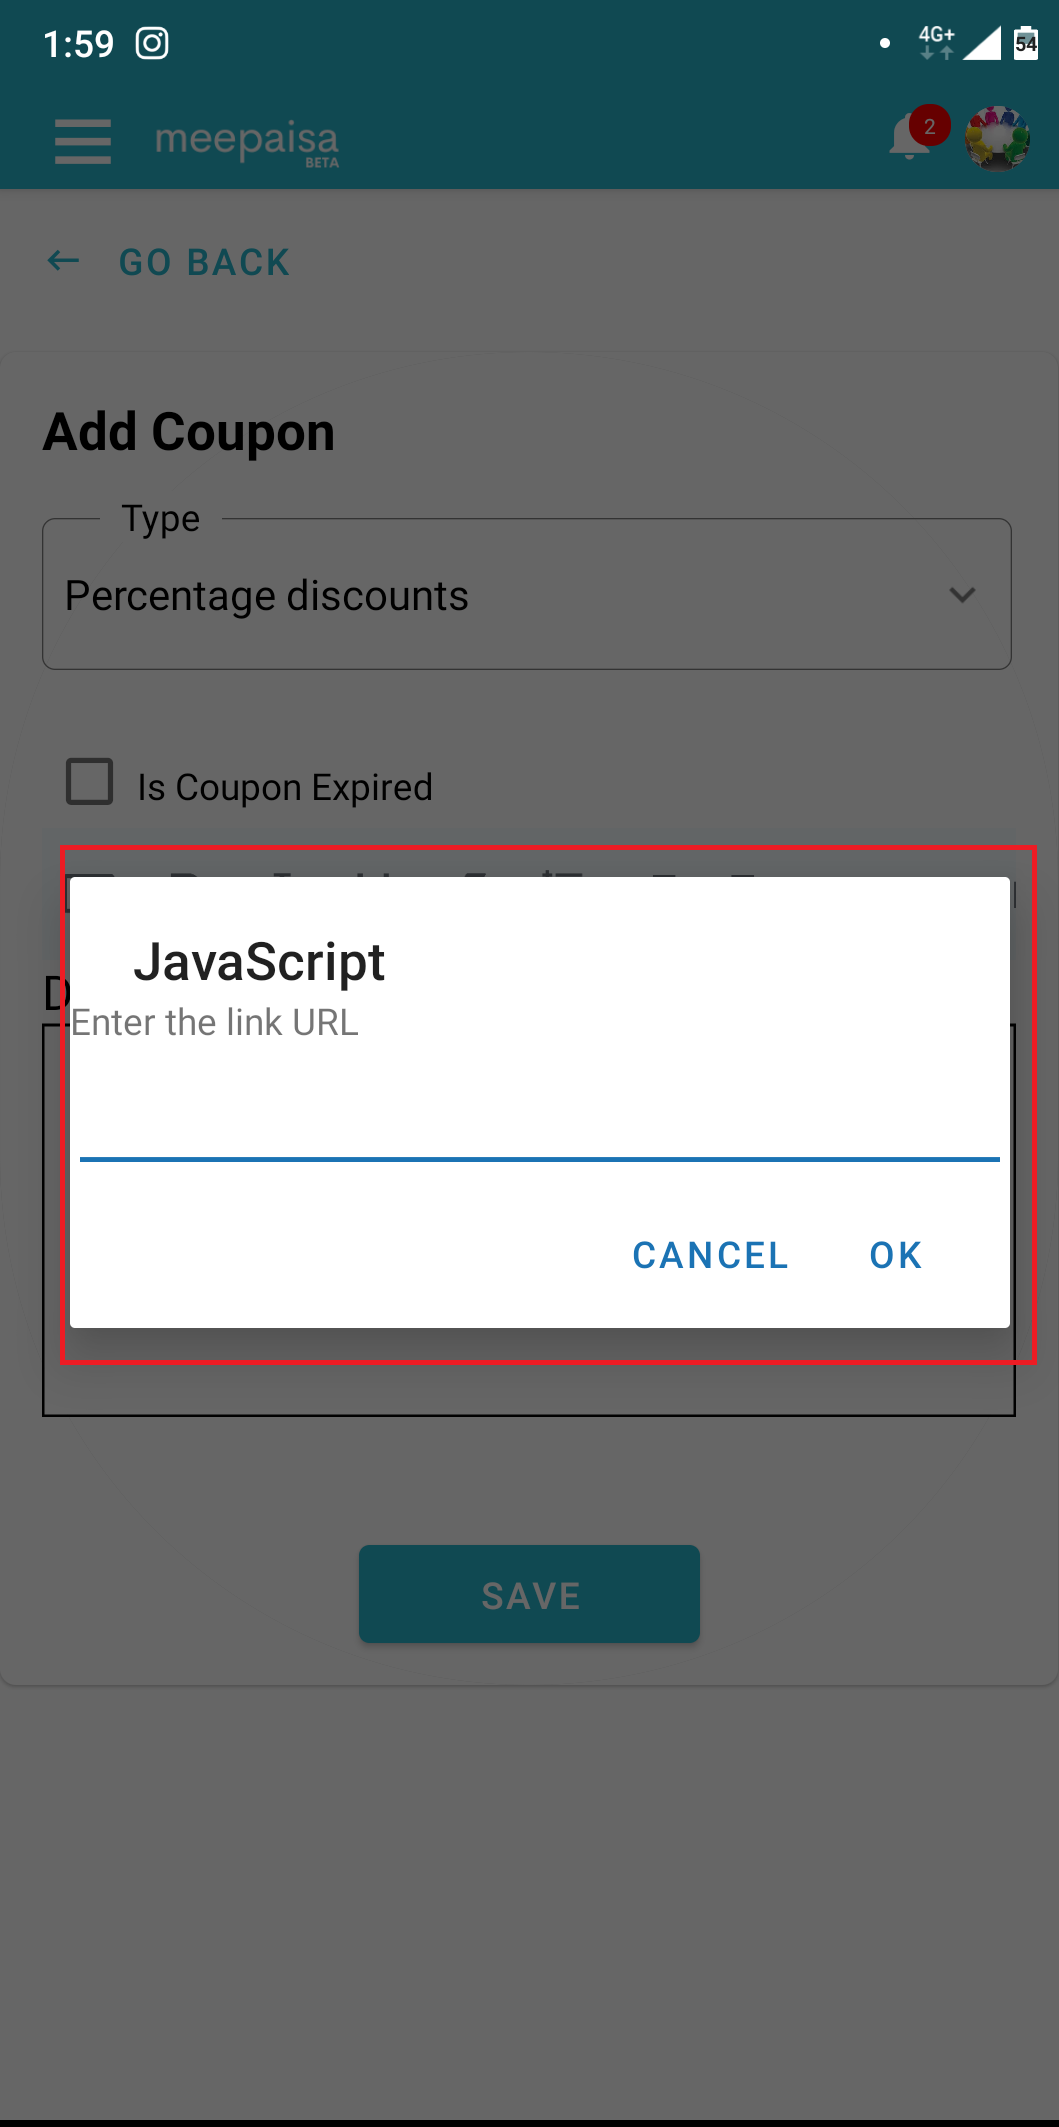 1:59 4G+ 54
meepaisa 2
BETA
← GO BACK
Add Coupon
Type
Percentage discounts
Is Coupon Expired
JavaScript
Enter the link URL
CANCEL OK
SAVE